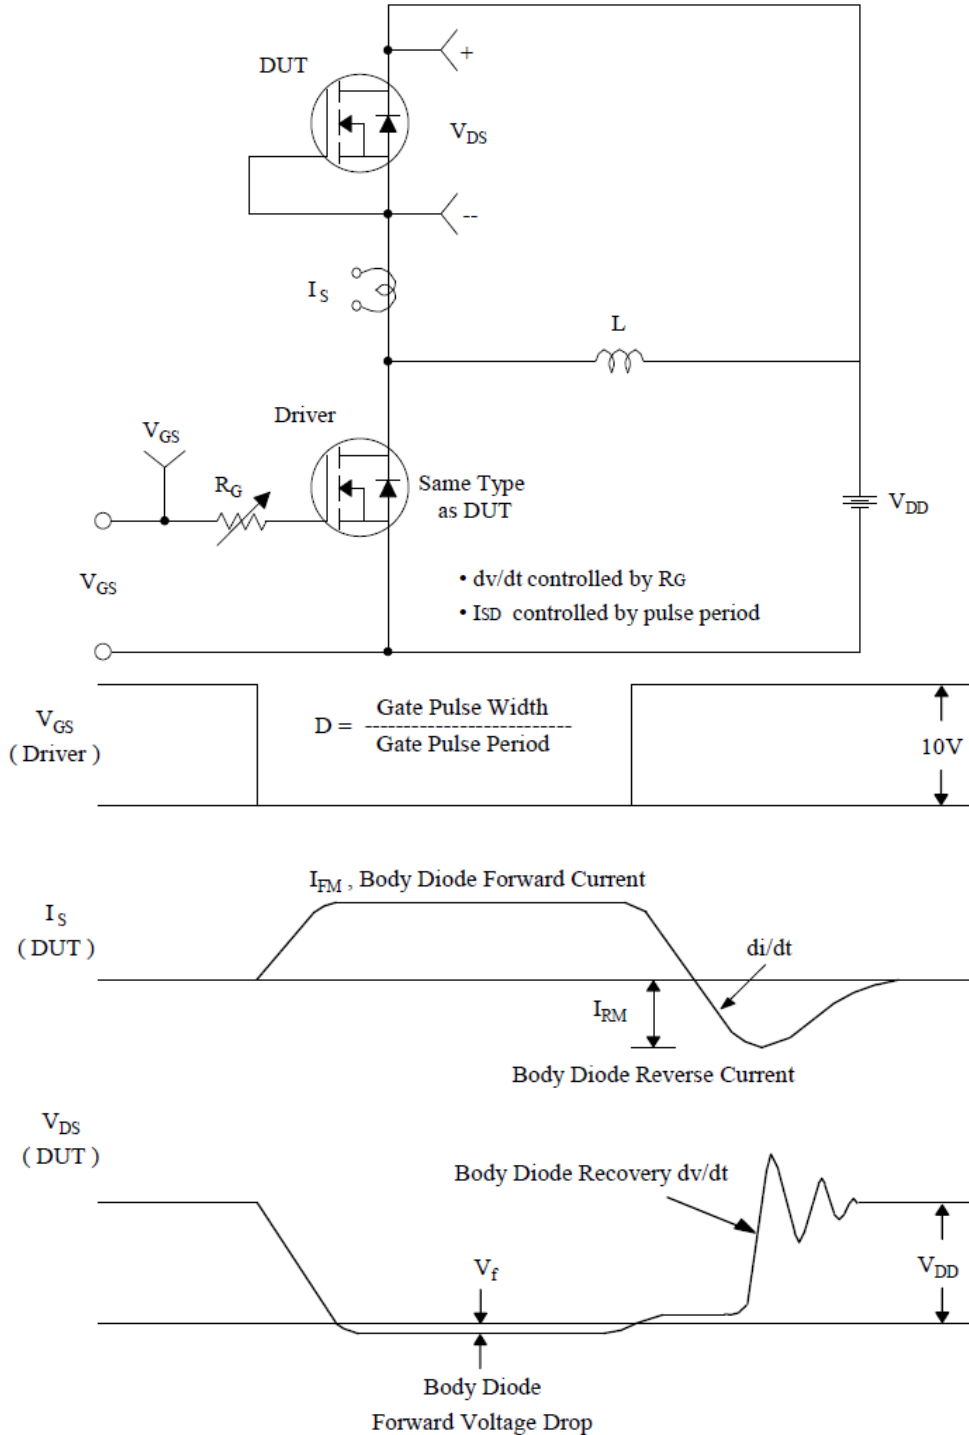 DUT
+
VDS
--
IS
L
Driver
VGS
RG
Same Type
as DUT
VDD
VGS
• dv/dt controlled by RG
• ISD controlled by pulse period
VGS
( Driver )
D = Gate Pulse Width
--------------------------
Gate Pulse Period
10V
IFM , Body Diode Forward Current
IS
( DUT )
di/dt
IRM
Body Diode Reverse Current
VDS
( DUT )
Body Diode Recovery dv/dt
Vf
VDD
Body Diode
Forward Voltage Drop